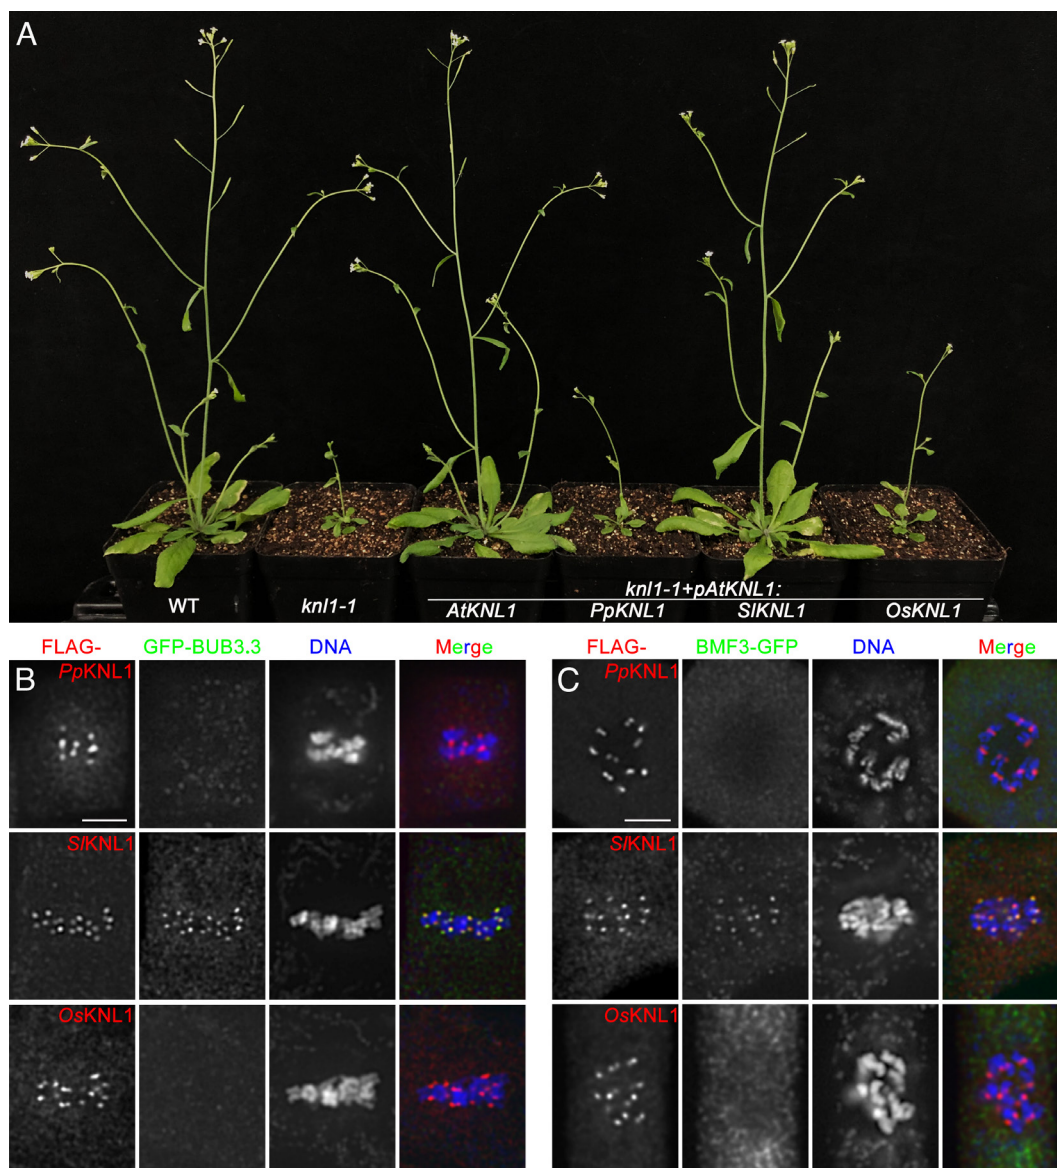 A
WT
knl1-1
knl1-1+pAtKNL1:
AtKNL1
PpKNL1
SlKNL1
OsKNL1
FLAG- GFP-BUB3.3 DNA Merge
B
PpKNL1
SlKNL1
OsKNL1
FLAG- BMF3-GFP DNA Merge
C
PpKNL1
SlKNL1
OsKNL1